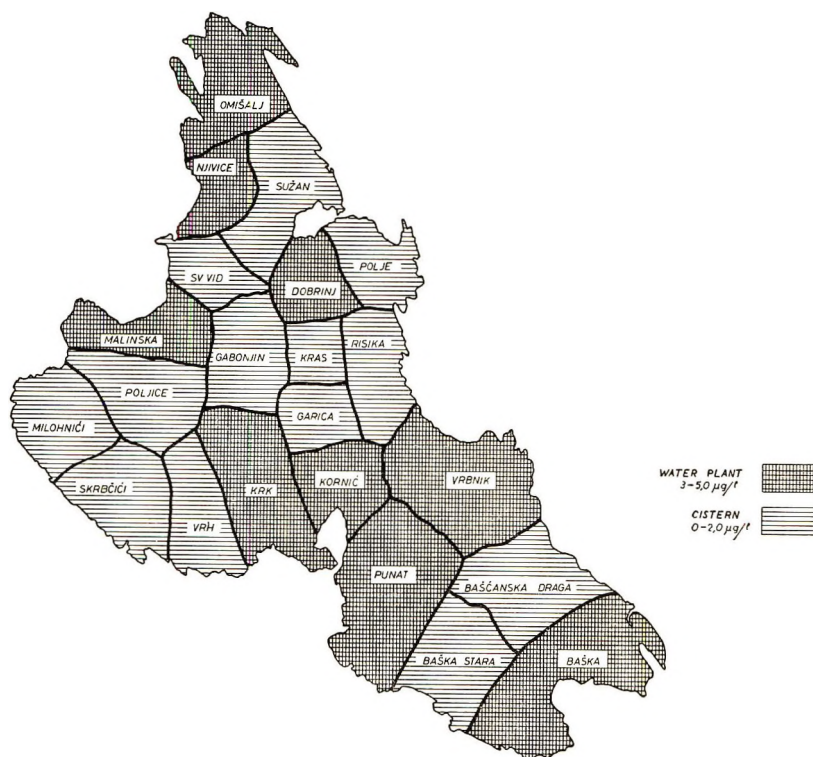 OMIŠALJ
NJIVICE
SUŽAN
SV VID
POLJE
DOBRINJ
MALINSKA
GABONJIN
KRAS
RISIKA
POLJICE
GARICA
MILOHNIĆI
SKRBČIĆI
VRH
KRK
KORNIĆ
VRBNIK
PUNAT
BAŠĆANSKA DRAGA
BAŠKA STARA
BAŠKA
WATER PLANT
3-5,0 µg/l
CISTERN
0-2,0 µg/l